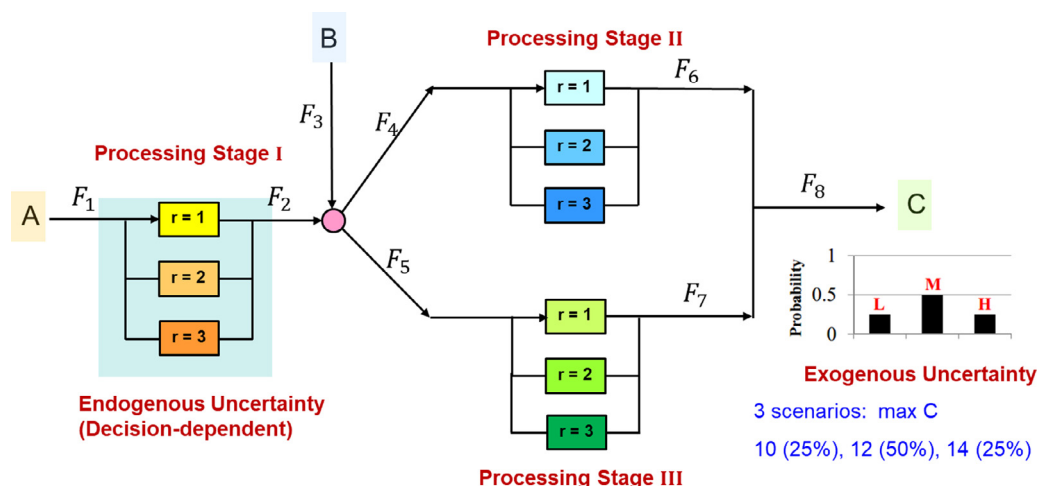 B
Processing Stage II
F6
r = 1
F3
F4
r = 2
Processing Stage I
r = 3
A
F1
r = 1
F2
F8
C
r = 2
F5
r = 3
F7
r = 1
r = 2
r = 3
Probability
1
0.5
0
L
M
H
Endogenous Uncertainty
(Decision-dependent)
Exogenous Uncertainty
3 scenarios: max C
10 (25%), 12 (50%), 14 (25%)
Processing Stage III